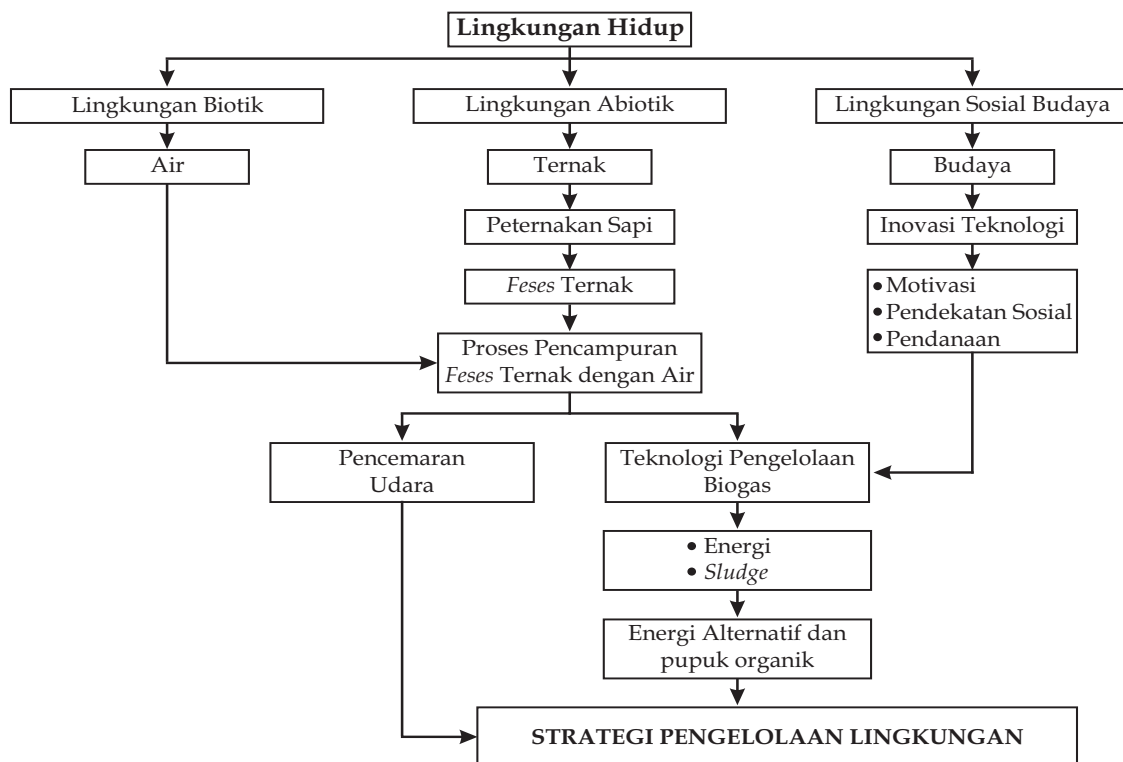 Lingkungan Hidup
Lingkungan Biotik
Lingkungan Abiotik
Lingkungan Sosial Budaya
Air
Ternak
Budaya
Peternakan Sapi
Inovasi Teknologi
Feses Ternak
• Motivasi
• Pendekatan Sosial
• Pendanaan
Proses Pencampuran
Feses Ternak dengan Air
Pencemaran
Udara
Teknologi Pengelolaan
Biogas
• Energi
• Sludge
Energi Alternatif dan
pupuk organik
STRATEGI PENGELOLAAN LINGKUNGAN